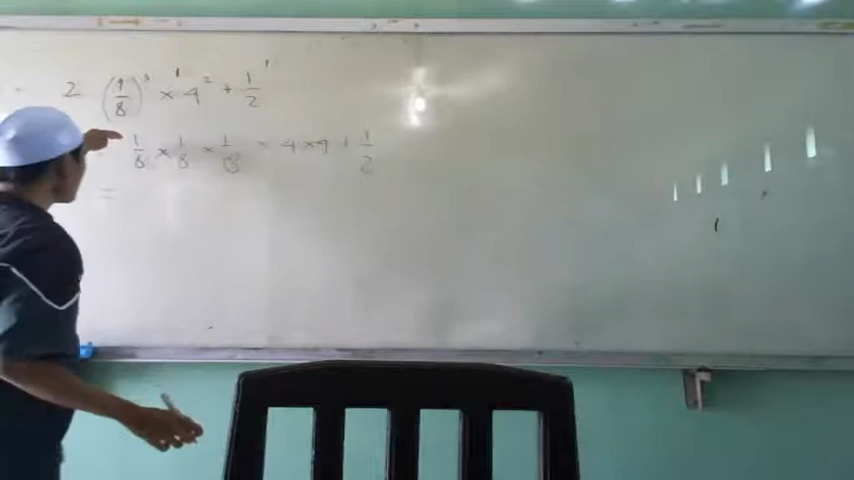 2 (1/8)³ × 4² + 1/2
1/8 × 1/8 × 1/8 × 4 × 4 + 1/2
=